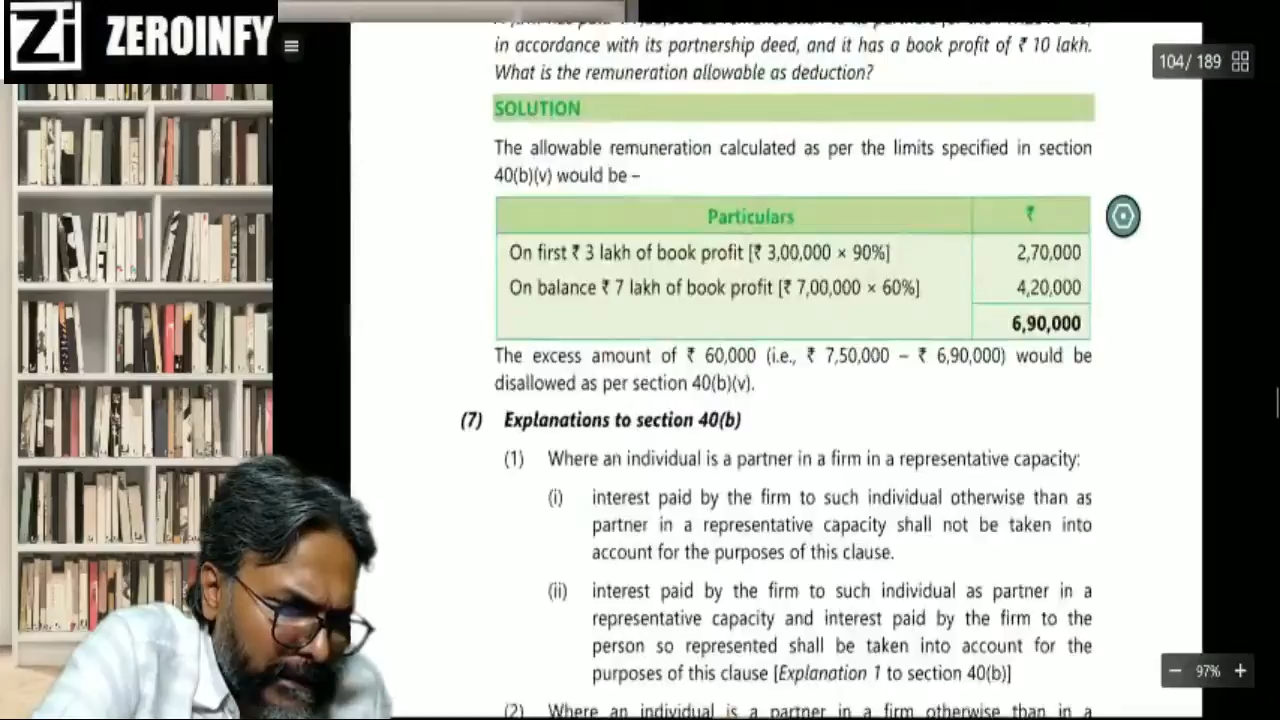 Zi ZEROINFY
in accordance with its partnership deed, and it has a book profit of ₹ 10 lakh.
What is the remuneration allowable as deduction?
104/ 189
SOLUTION
The allowable remuneration calculated as per the limits specified in section
40(b)(v) would be –
Particulars ₹
On first ₹ 3 lakh of book profit [₹ 3,00,000 × 90%] 2,70,000
On balance ₹ 7 lakh of book profit [₹ 7,00,000 × 60%] 4,20,000
6,90,000
The excess amount of ₹ 60,000 (i.e., ₹ 7,50,000 – ₹ 6,90,000) would be
disallowed as per section 40(b)(v).
(7) Explanations to section 40(b)
(1) Where an individual is a partner in a firm in a representative capacity:
(i) interest paid by the firm to such individual otherwise than as
partner in a representative capacity shall not be taken into
account for the purposes of this clause.
(ii) interest paid by the firm to such individual as partner in a
representative capacity and interest paid by the firm to the
person so represented shall be taken into account for the
purposes of this clause [Explanation 1 to section 40(b)]
− 97% +
(2) Where an individual is a partner in a firm otherwise than in a